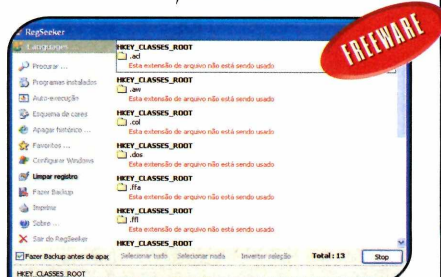 RegSeeker
FREEWARE
Languages ...
Procurar ...
Programas instalados
Auto-execução
Esquema de cores
Apagar histórico ...
Favoritos ...
Configurar Windows
Limpar registro
Fazer Backup
Imprimir
Sobre ...
Sair do RegSeeker
HKEY_CLASSES_ROOT
.acl
Esta extensão de arquivo não está sendo usado
HKEY_CLASSES_ROOT
.aw
Esta extensão de arquivo não está sendo usado
HKEY_CLASSES_ROOT
.col
Esta extensão de arquivo não está sendo usado
HKEY_CLASSES_ROOT
.dos
Esta extensão de arquivo não está sendo usado
HKEY_CLASSES_ROOT
.ffa
Esta extensão de arquivo não está sendo usado
HKEY_CLASSES_ROOT
.ffl
Esta extensão de arquivo não está sendo usado
HKEY_CLASSES_ROOT
Fazer Backup antes de apag Selecionar tudo Selecionar nada Inverter seleção Total: 13 Stop
HKEY_CLASSES_ROOT